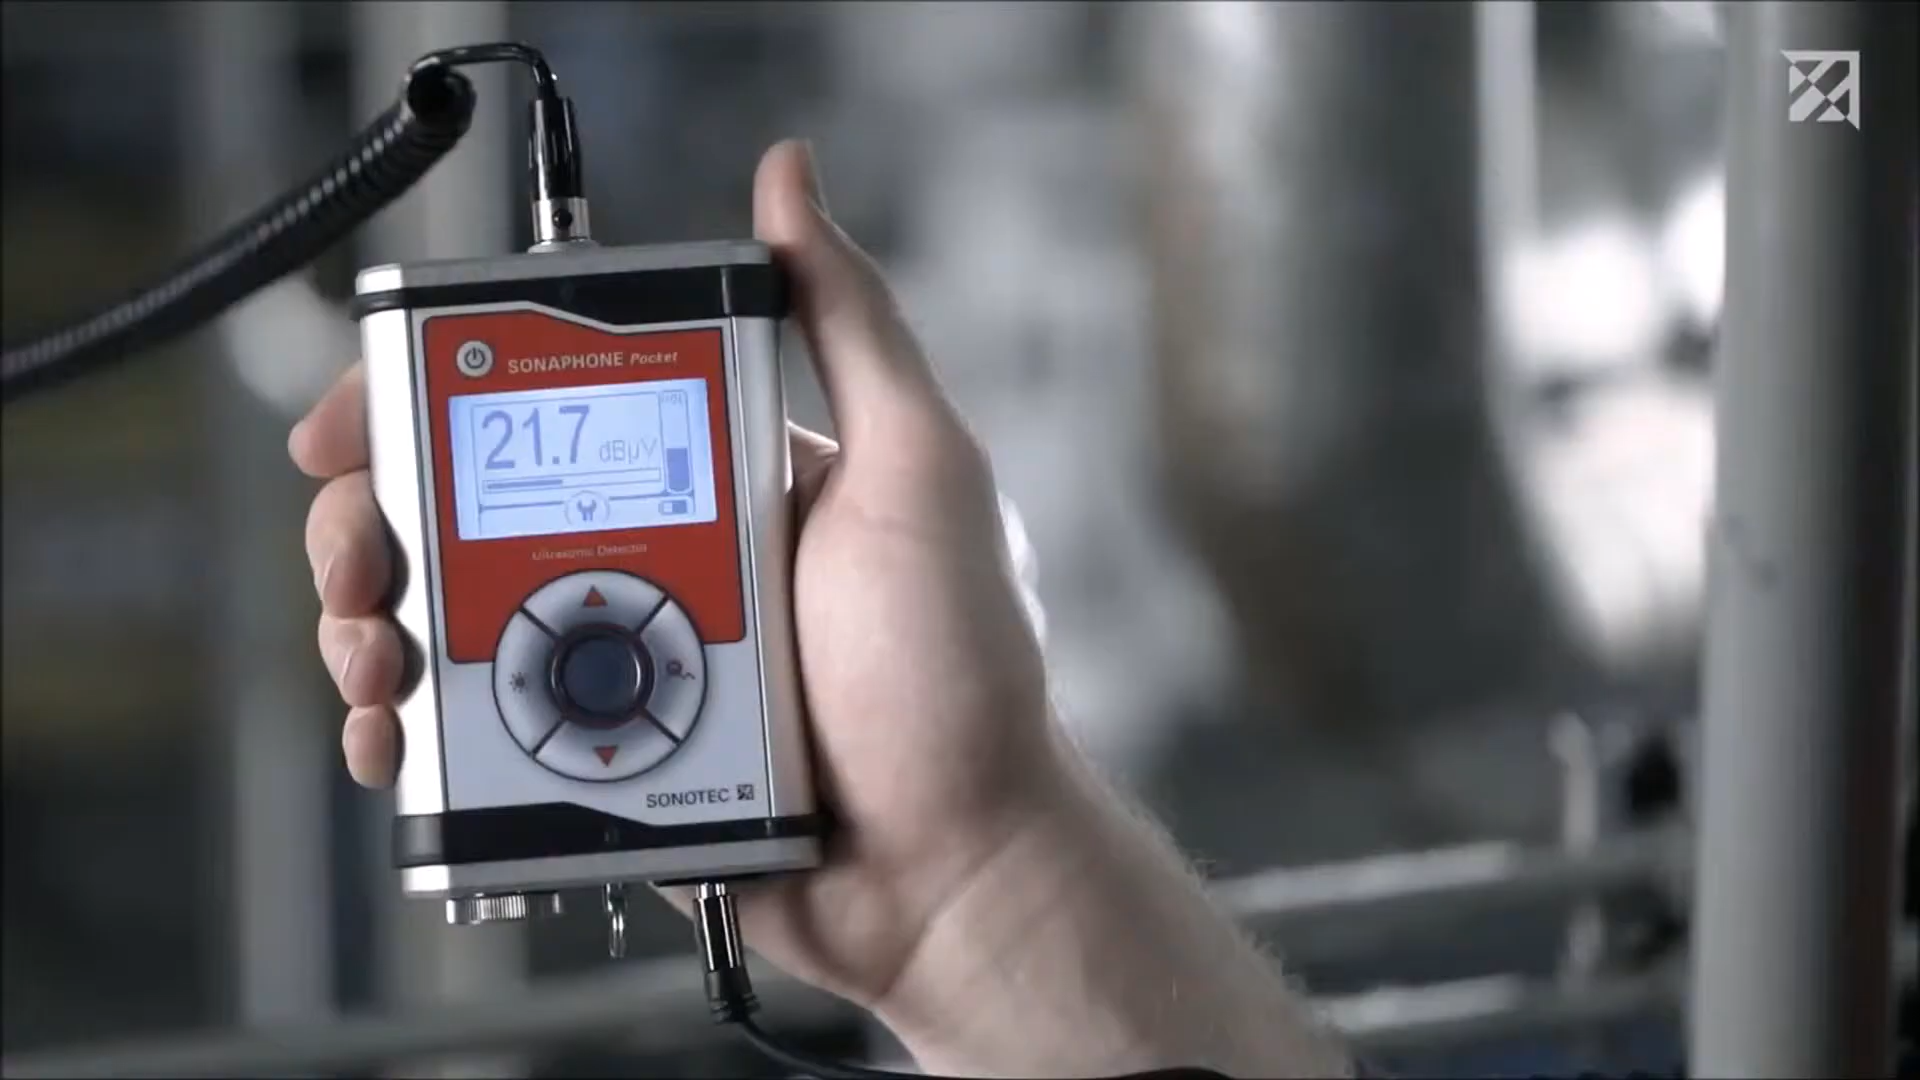 SONAPHONE Pocket
21.7 dBµV
Ultrasonic Detector
SONOTEC